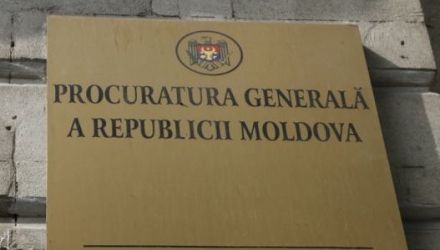 PROCURATURA GENERALĂ
A REPUBLICII MOLDOVA